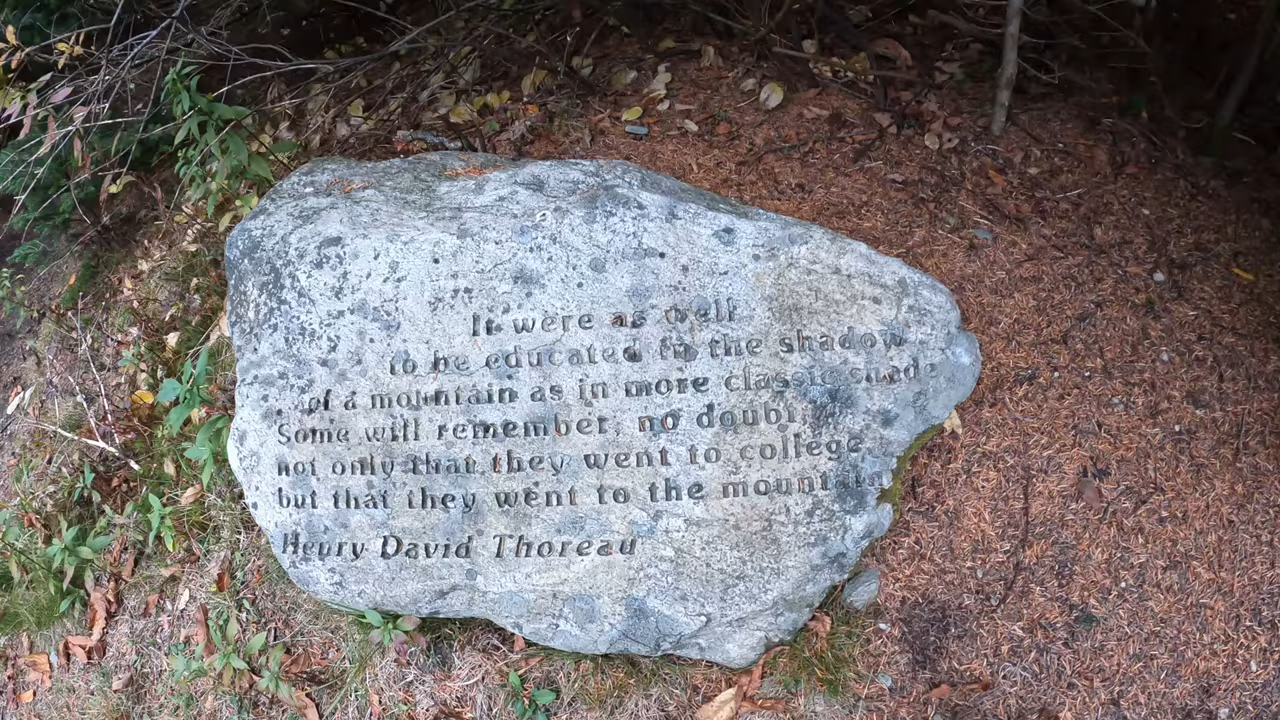 It were as well
to be educated in the shadow
of a mountain as in more classic shade
Some will remember, no doubt,
not only that they went to college
but that they went to the mountain
Henry David Thoreau